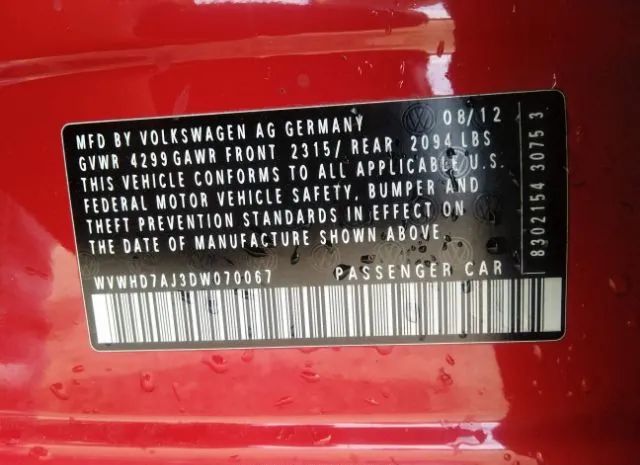 MFD BY VOLKSWAGEN AG GERMANY 08/12
GVWR 4299 GAWR FRONT 2315/ REAR 2094 LBS
THIS VEHICLE CONFORMS TO ALL APPLICABLE U.S.
FEDERAL MOTOR VEHICLE SAFETY, BUMPER AND
THEFT PREVENTION STANDARDS IN EFFECT ON
THE DATE OF MANUFACTURE SHOWN ABOVE.
WVWHD7AJ3DW070067 PASSENGER CAR
8302154 3075 3